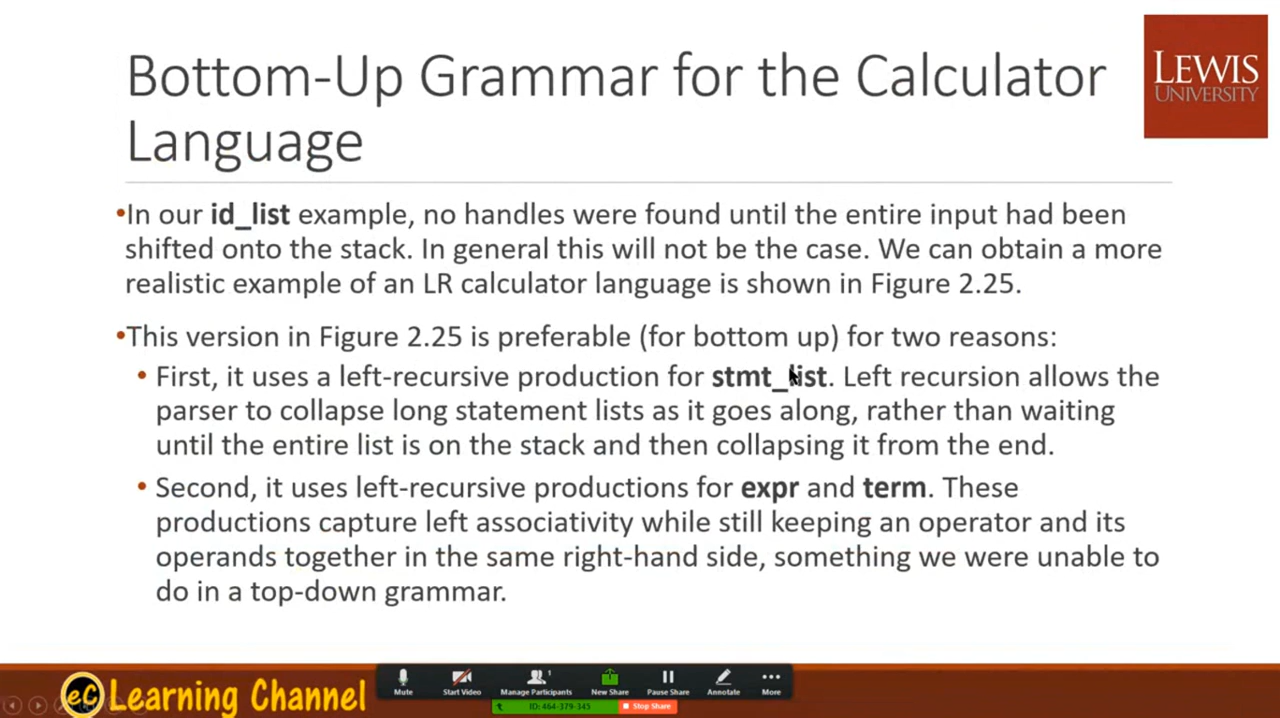 Bottom-Up Grammar for the Calculator
Language
LEWIS
UNIVERSITY
•In our id_list example, no handles were found until the entire input had been
shifted onto the stack. In general this will not be the case. We can obtain a more
realistic example of an LR calculator language is shown in Figure 2.25.
•This version in Figure 2.25 is preferable (for bottom up) for two reasons:
• First, it uses a left-recursive production for stmt_list. Left recursion allows the
parser to collapse long statement lists as it goes along, rather than waiting
until the entire list is on the stack and then collapsing it from the end.
• Second, it uses left-recursive productions for expr and term. These
productions capture left associativity while still keeping an operator and its
operands together in the same right-hand side, something we were unable to
do in a top-down grammar.
eC Learning Channel
Mute Start Video Manage Participants 1 New Share Pause Share Annotate More
ID: 464-379-345 Stop Share